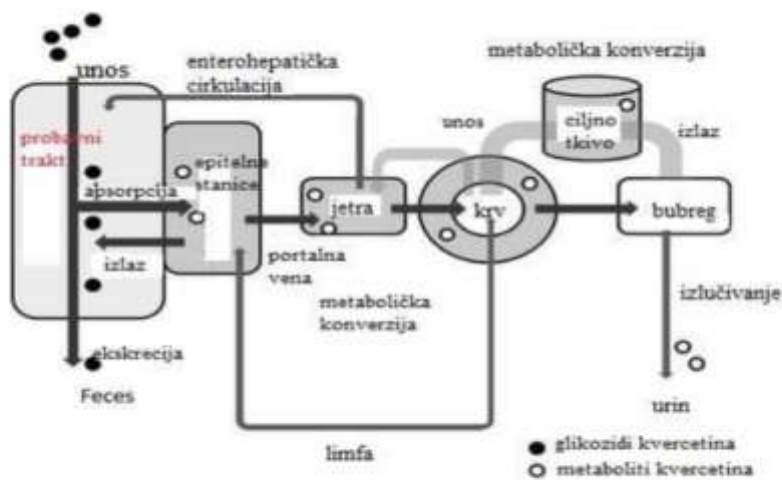 unos
probavni
trakt
enterohepatička
cirkulacija
metabolička konverzija
epitelne
stanice
absorpcija
izlaz
portalna
vena
jetra
unos
krv
ciljno
tkivo
izlaz
bubreg
metabolička
konverzija
izlučivanje
ekskrecija
Feces
limfa
urin
glikozidi kvercetina
metaboliti kvercetina